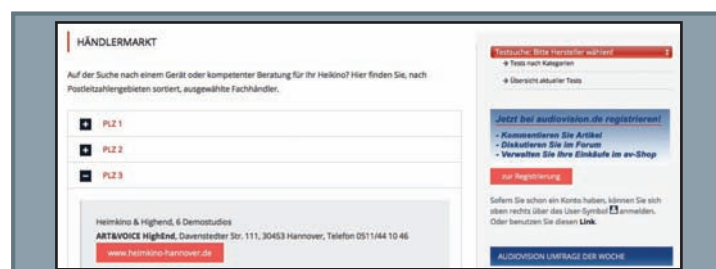 HÄNDLERMARKT
Auf der Suche nach einem Gerät oder kompetenter Beratung für Ihr Heikino? Hier finden Sie, nach
Postleitzahlengebieten sortiert, ausgewählte Fachhändler.
PLZ 1
PLZ 2
PLZ 3
Heimkino & Highend, 6 Demostudios
ART&VOICE HighEnd, Davenstedter Str. 111, 30453 Hannover, Telefon 0511/44 10 46
www.heimkino-hannover.de
Testsuche: Bitte Hersteller wählen!
→ Tests nach Kategorien
→ Übersicht aktueller Tests
Jetzt bei audiovision.de registrieren!
- Kommentieren Sie Artikel
- Diskutieren Sie im Forum
- Verwalten Sie Ihre Einkäufe im av-Shop
zur Registrierung
Sofern Sie schon ein Konto haben, können Sie sich
oben rechts über das User-Symbol anmelden.
Oder benutzen Sie diesen Link.
AUDIOVISION UMFRAGE DER WOCHE